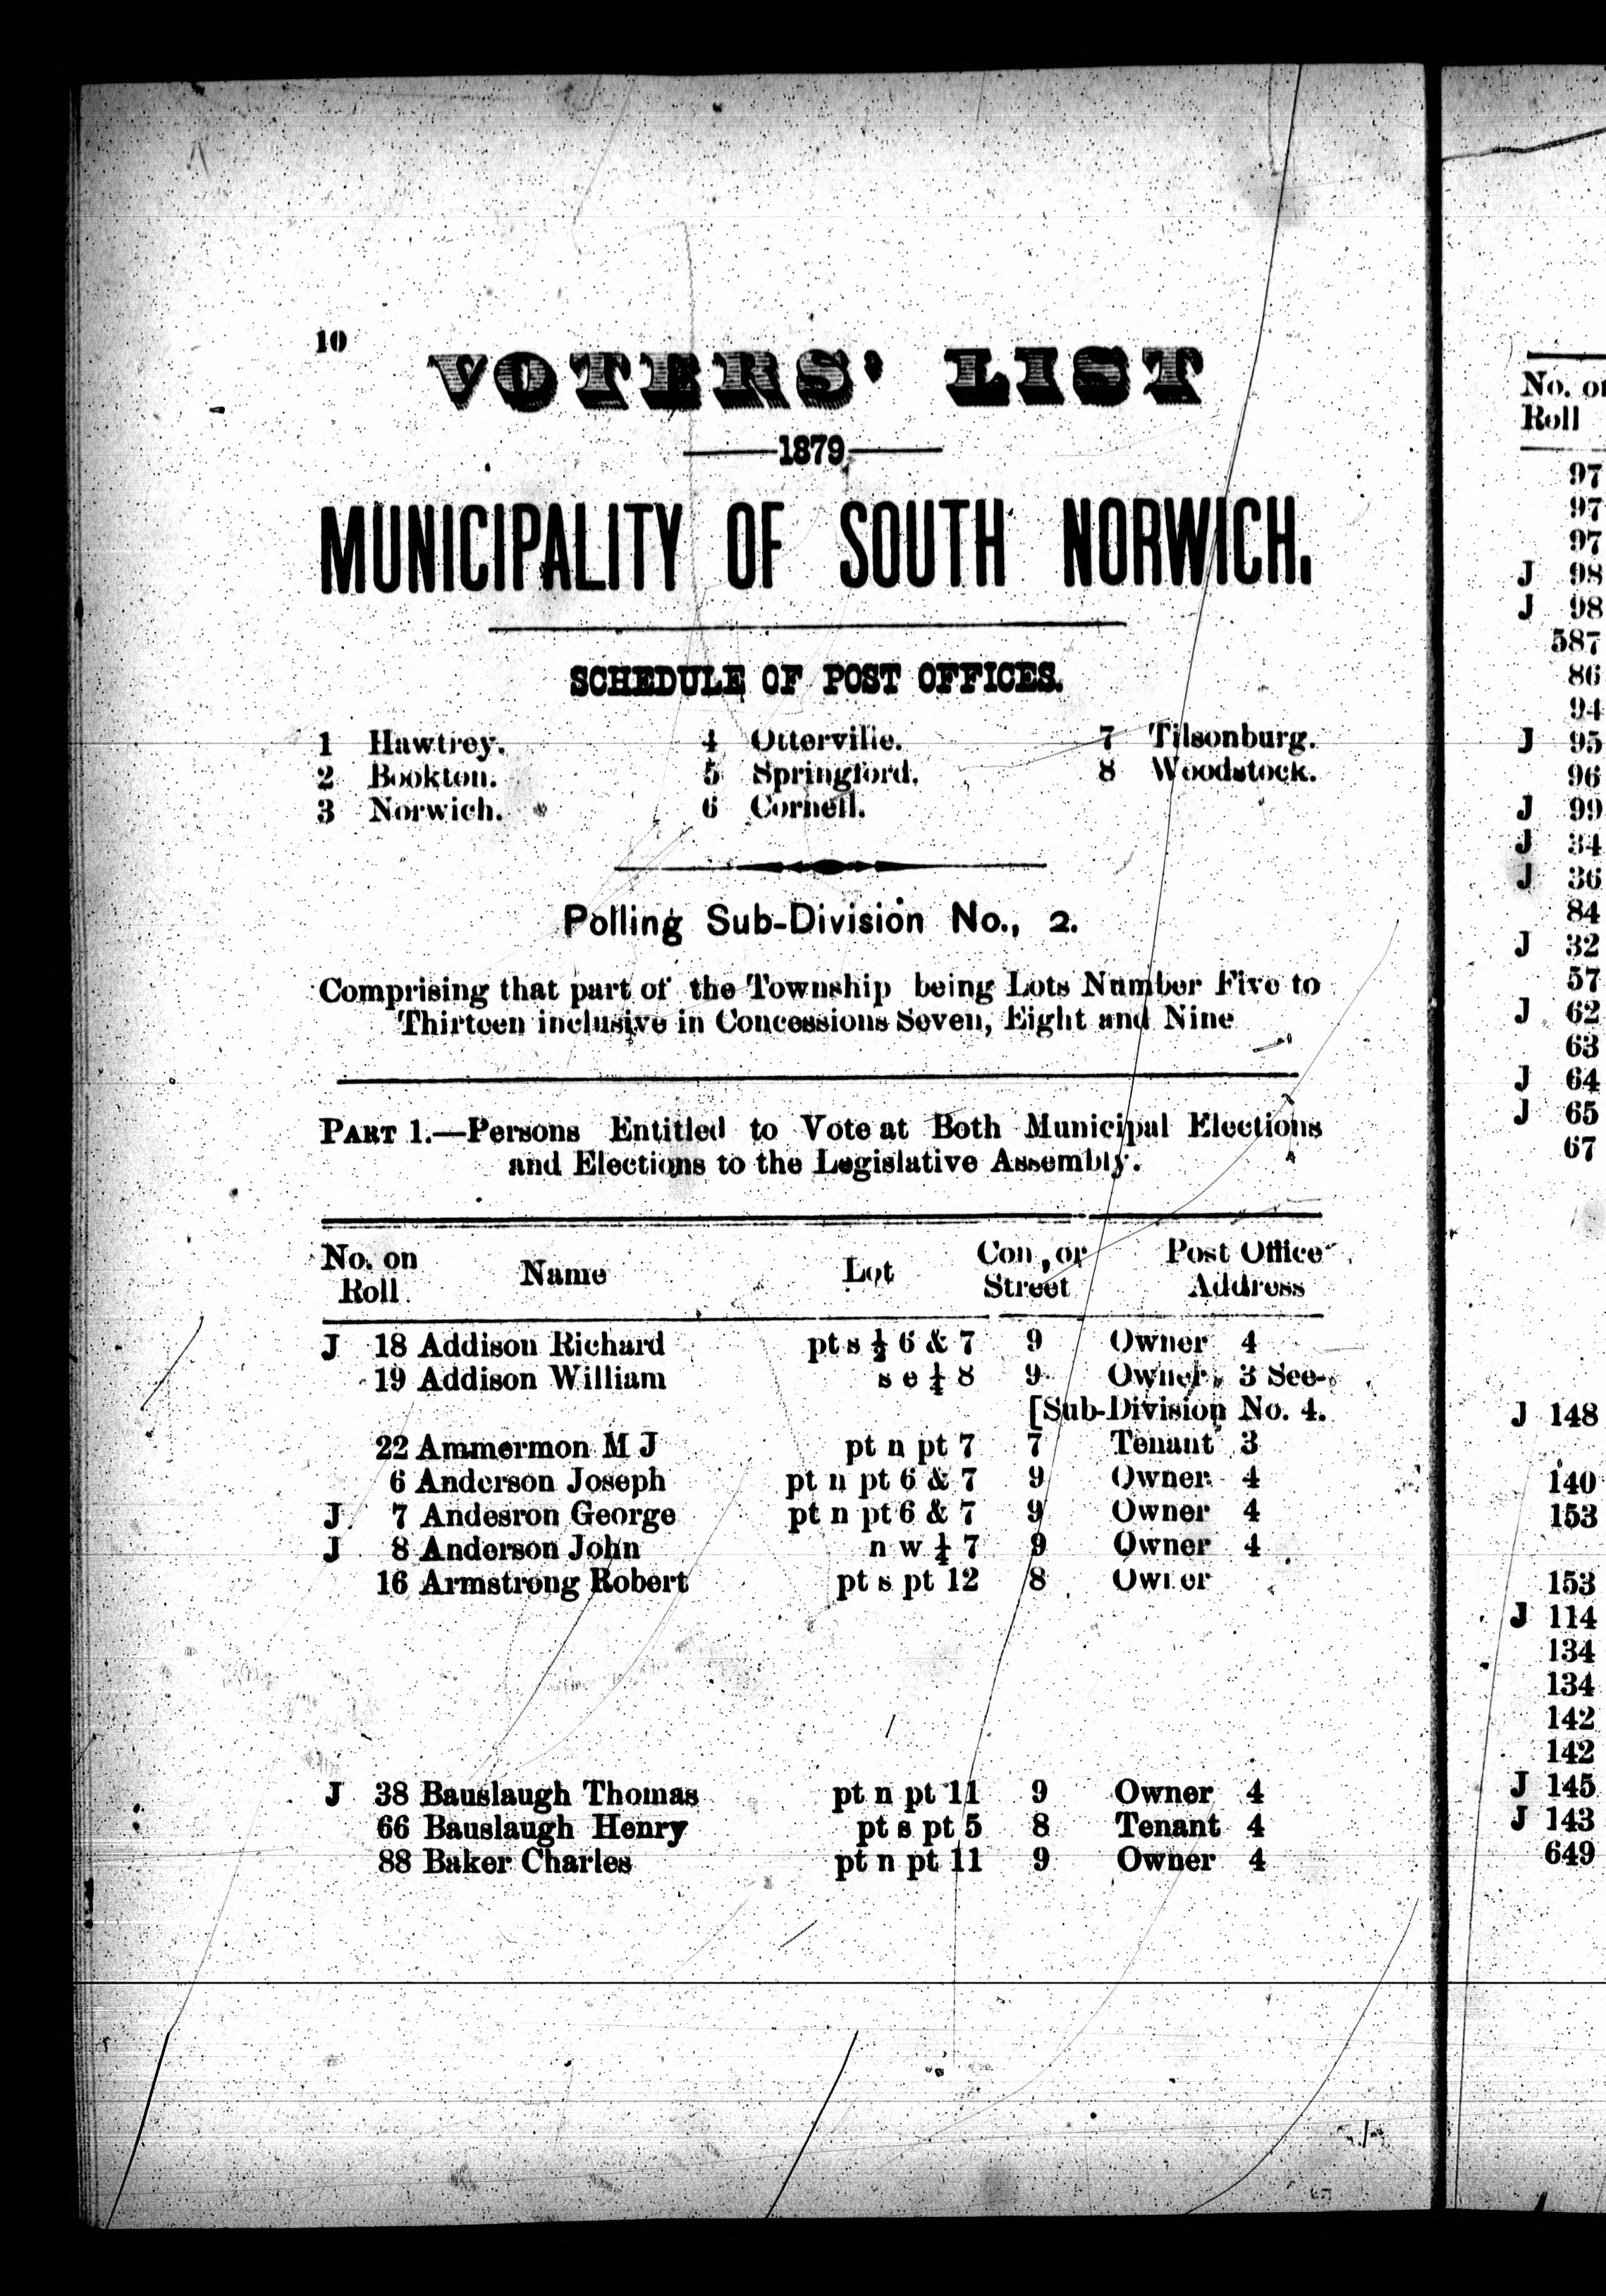 10
VOTERS' LIST
1879
MUNICIPALITY OF SOUTH NORWICH.
SCHEDULE OF POST OFFICES.
1 Hawtrey. 4 Otterville. 7 Tilsonburg.
2 Bookton. 5 Springford. 8 Woodstock.
3 Norwich. 6 Cornell.
Polling Sub-Division No., 2.
Comprising that part of the Township being Lots Number Five to
Thirteen inclusive in Concessions Seven, Eight and Nine
PART 1.—Persons Entitled to Vote at Both Municipal Elections
and Elections to the Legislative Assembly.
No. on Roll Name Lot Con, or Street Post Office Address
J 18 Addison Richard pt s ½ 6 & 7 9 Owner 4
19 Addison William s e ¼ 8 9 Owner 3 See
[Sub-Division No. 4.
22 Ammermon M J pt n pt 7 7 Tenant 3
6 Anderson Joseph pt n pt 6 & 7 9 Owner 4
J 7 Andesron George pt n pt 6 & 7 9 Owner 4
J 8 Anderson John n w ¼ 7 9 Owner 4
16 Armstrong Robert pt s pt 12 8 Owner
J 38 Bauslaugh Thomas pt n pt 11 9 Owner 4
66 Bauslaugh Henry pt s pt 5 8 Tenant 4
88 Baker Charles pt n pt 11 9 Owner 4
No. on
Roll
97
97
97
J 98
J 98
587
86
94
J 95
96
J 99
J 34
J 36
84
J 32
57
J 62
63
J 64
J 65
67
J 148
140
153
153
J 114
134
134
142
142
J 145
J 143
649